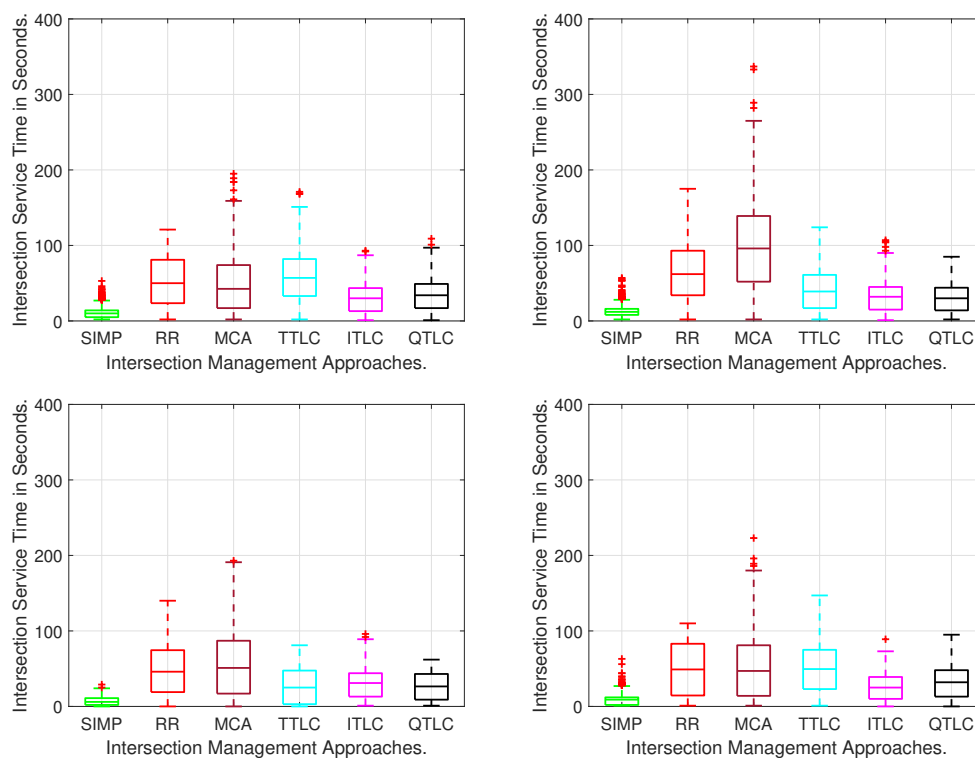 Intersection Service Time in Seconds.
400
300
200
100
0
SIMP RR MCA TTLC ITLC QTLC
Intersection Management Approaches.
Intersection Service Time in Seconds.
400
300
200
100
0
SIMP RR MCA TTLC ITLC QTLC
Intersection Management Approaches.
Intersection Service Time in Seconds.
400
300
200
100
0
SIMP RR MCA TTLC ITLC QTLC
Intersection Management Approaches.
Intersection Service Time in Seconds.
400
300
200
100
0
SIMP RR MCA TTLC ITLC QTLC
Intersection Management Approaches.